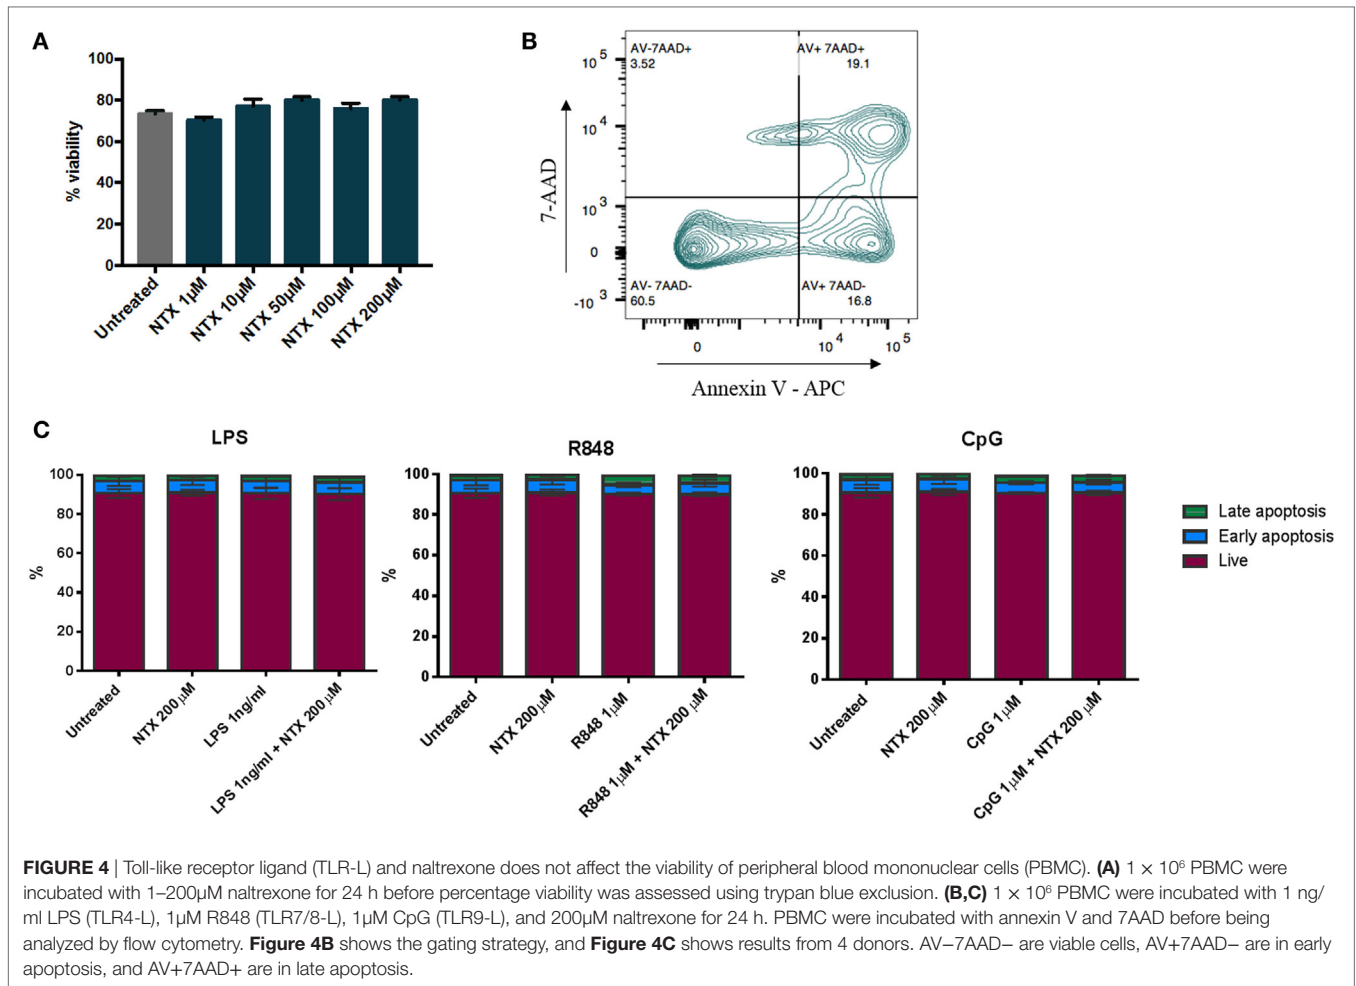 A
100
80
60
40
20
0
% viability
Untreated
NTX 1µM
NTX 10µM
NTX 50µM
NTX 100µM
NTX 200µM
B
AV-7AAD+
3.52
AV+ 7AAD+
19.1
AV- 7AAD-
60.5
AV+ 7AAD-
16.8
10⁵
10⁴
10³
0
-10³
7-AAD
0
10⁴
10⁵
Annexin V - APC
C
LPS
100
80
60
40
20
0
%
Untreated
NTX 200 µM
LPS 1ng/ml
LPS 1ng/ml + NTX 200 µM
R848
100
80
60
40
20
0
%
Untreated
NTX 200 µM
R848 1µM
R848 1µM + NTX 200 µM
CpG
100
80
60
40
20
0
%
Untreated
NTX 200 µM
CpG 1µM
CpG 1µM + NTX 200 µM
Late apoptosis
Early apoptosis
Live
FIGURE 4 | Toll-like receptor ligand (TLR-L) and naltrexone does not affect the viability of peripheral blood mononuclear cells (PBMC). (A) 1 × 10⁶ PBMC were
incubated with 1–200µM naltrexone for 24 h before percentage viability was assessed using trypan blue exclusion. (B,C) 1 × 10⁶ PBMC were incubated with 1 ng/
ml LPS (TLR4-L), 1µM R848 (TLR7/8-L), 1µM CpG (TLR9-L), and 200µM naltrexone for 24 h. PBMC were incubated with annexin V and 7AAD before being
analyzed by flow cytometry. Figure 4B shows the gating strategy, and Figure 4C shows results from 4 donors. AV−7AAD− are viable cells, AV+7AAD− are in early
apoptosis, and AV+7AAD+ are in late apoptosis.